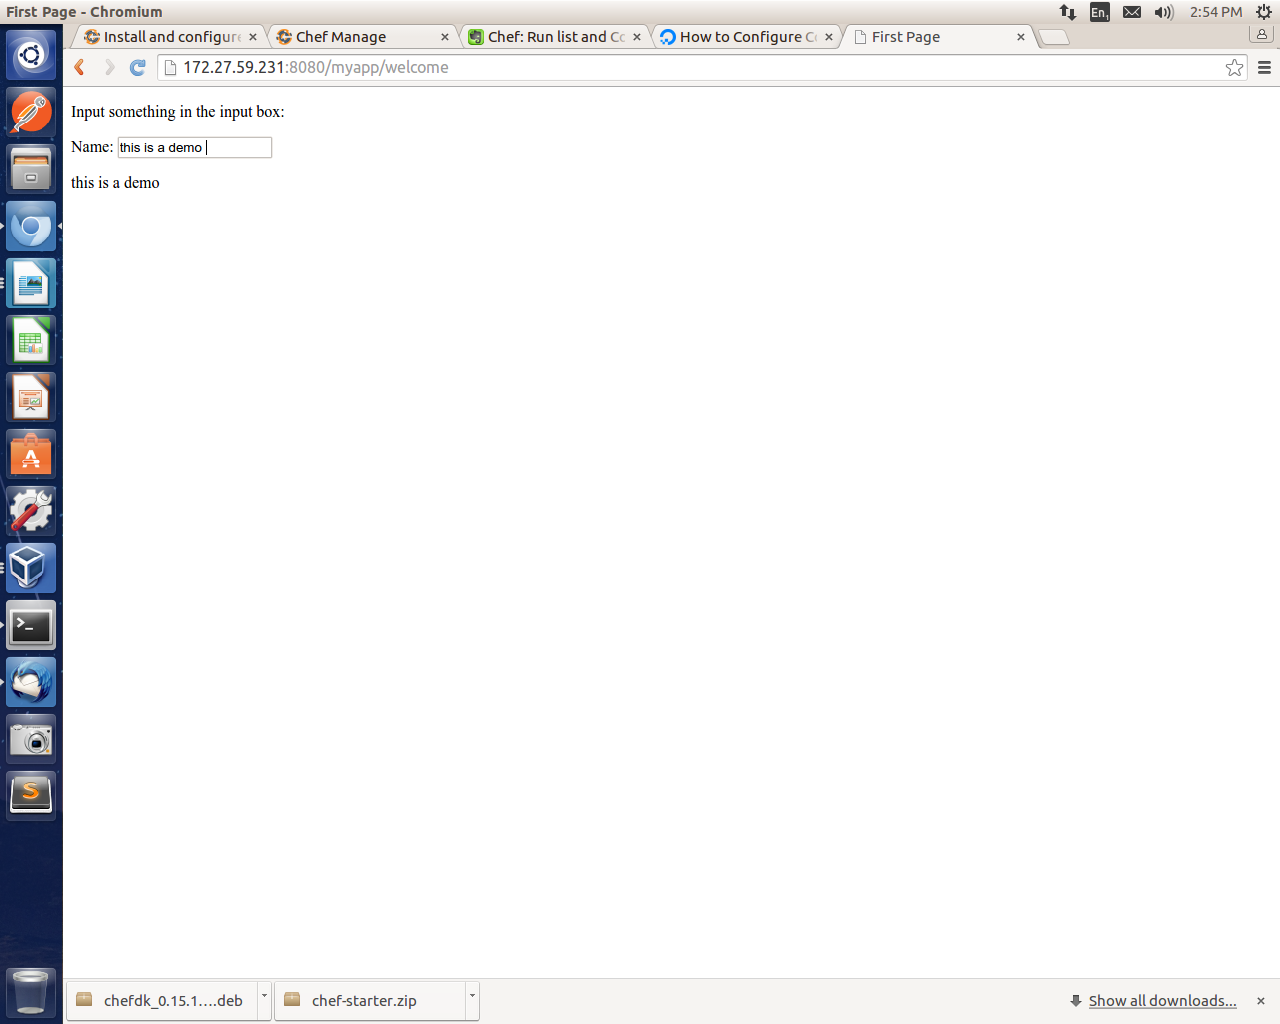 First Page - Chromium
En1
2:54 PM
Install and configure
Chef Manage
Chef: Run list and Co
How to Configure Co
First Page
172.27.59.231:8080/myapp/welcome
Input something in the input box:
Name: this is a demo
this is a demo
chefdk_0.15.1....deb
chef-starter.zip
Show all downloads...